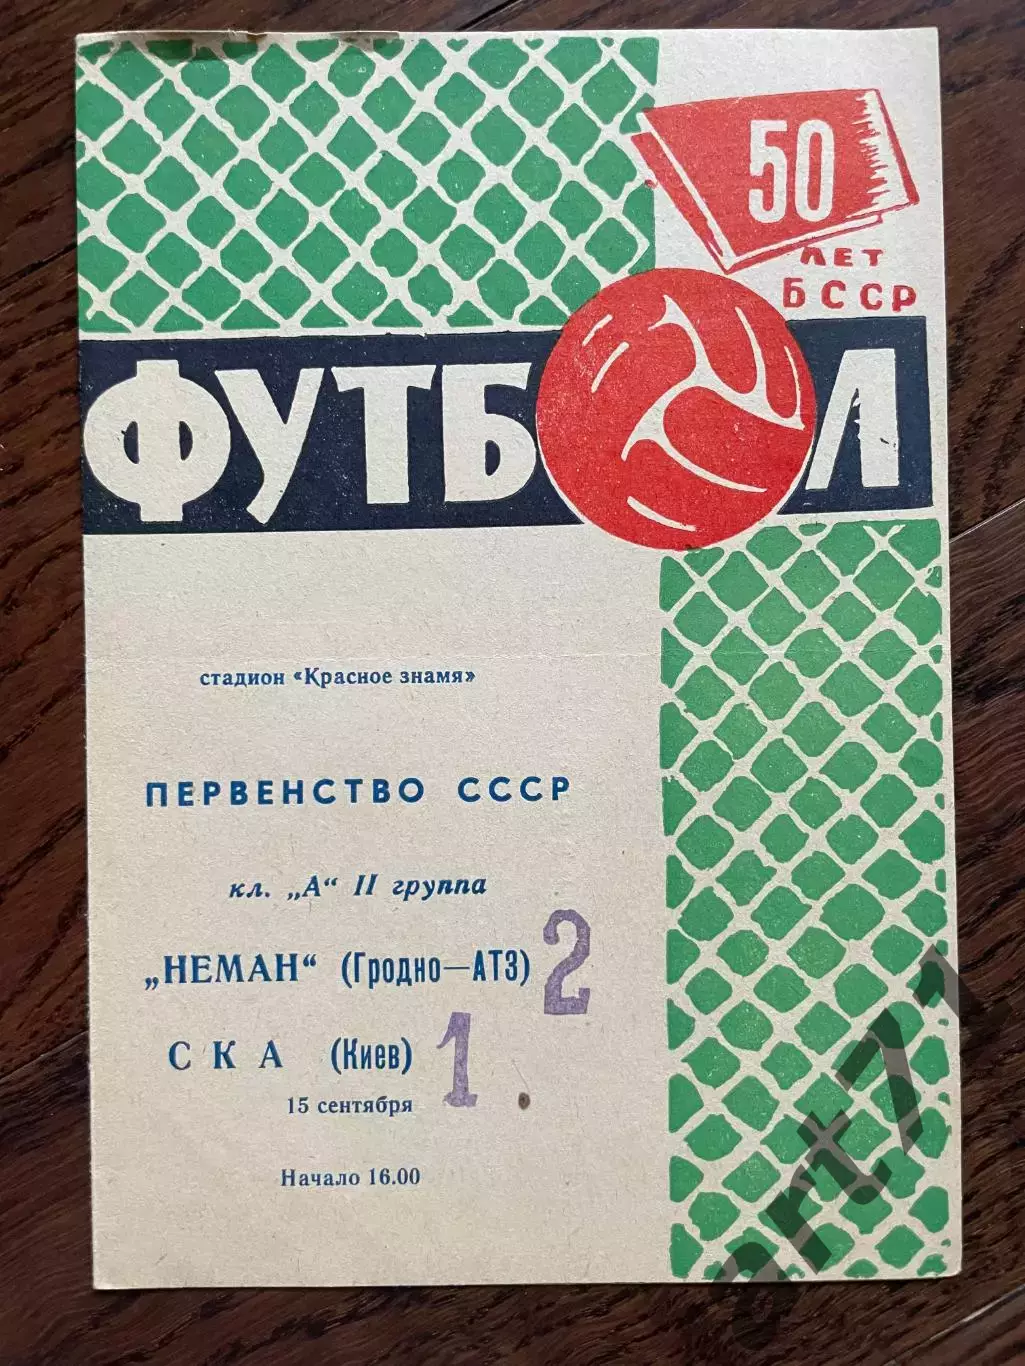 50
ЛЕТ
БССР
ФУТБОЛ
стадион «Красное знамя»
ПЕРВЕНСТВО СССР
кл. „А“ II группа
„НЕМАН“ (Гродно—АТЗ) 2
СКА (Киев) 1
15 сентября
Начало 16.00
art71